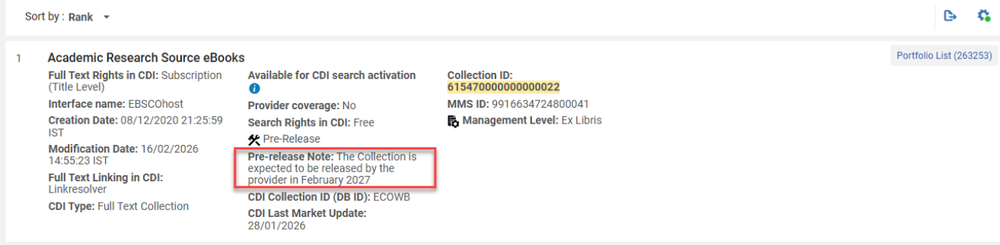 Sort by : Rank
1 Academic Research Source eBooks
Portfolio List (263253)
Full Text Rights in CDI: Subscription
(Title Level)
Interface name: EBSCOhost
Creation Date: 08/12/2020 21:25:59
IST
Modification Date: 16/02/2026
14:55:23 IST
Full Text Linking in CDI:
Linkresolver
CDI Type: Full Text Collection
Available for CDI search activation
Provider coverage: No
Search Rights in CDI: Free
Pre-Release
Pre-release Note: The Collection is
expected to be released by the
provider in February 2027
CDI Collection ID (DB ID): ECOWB
CDI Last Market Update:
28/01/2026
Collection ID:
615470000000000022
MMS ID: 9916634724800041
Management Level: Ex Libris